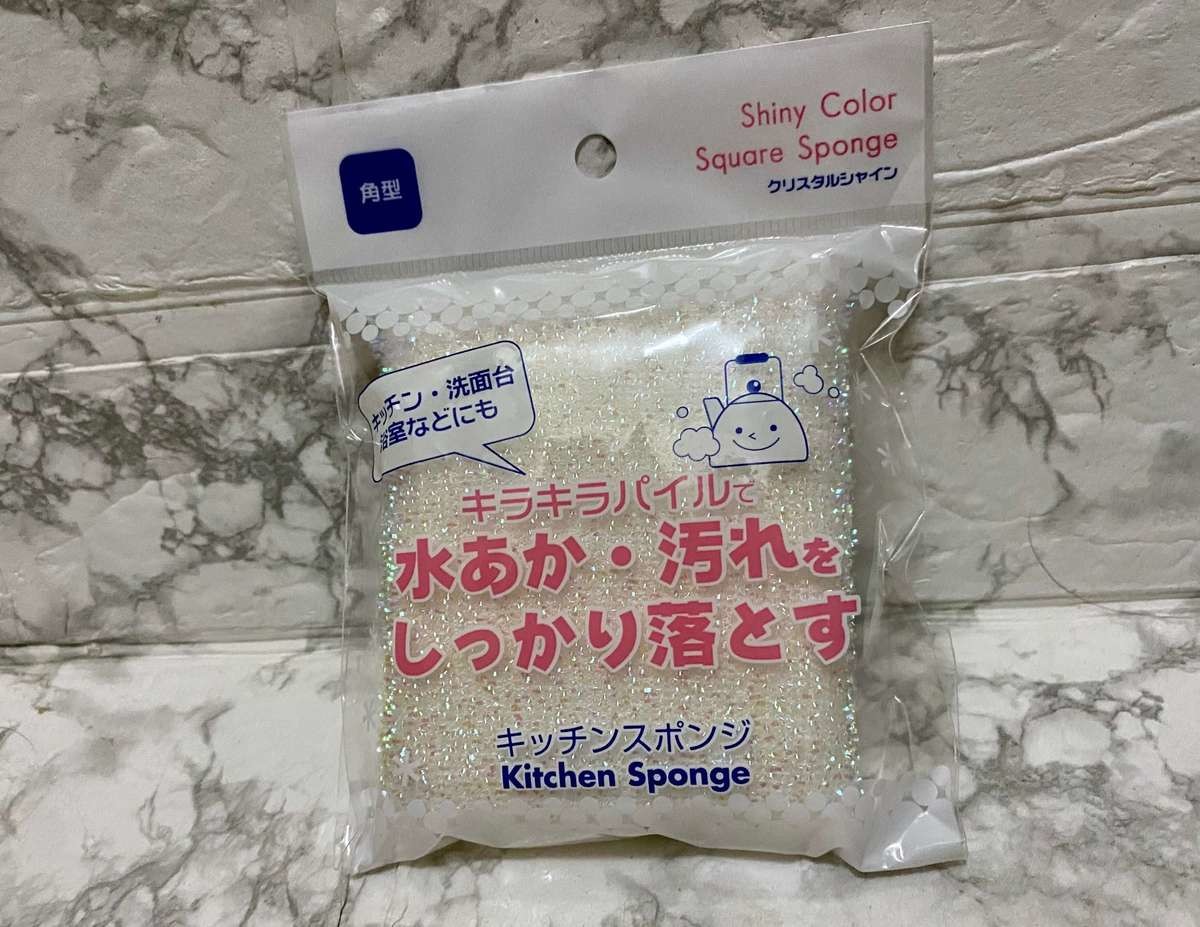 角型
Shiny Color
Square Sponge
クリスタルシャイン
キッチン・洗面台
浴室などにも
キラキラパイルで
水あか・汚れを
しっかり落とす
キッチンスポンジ
Kitchen Sponge